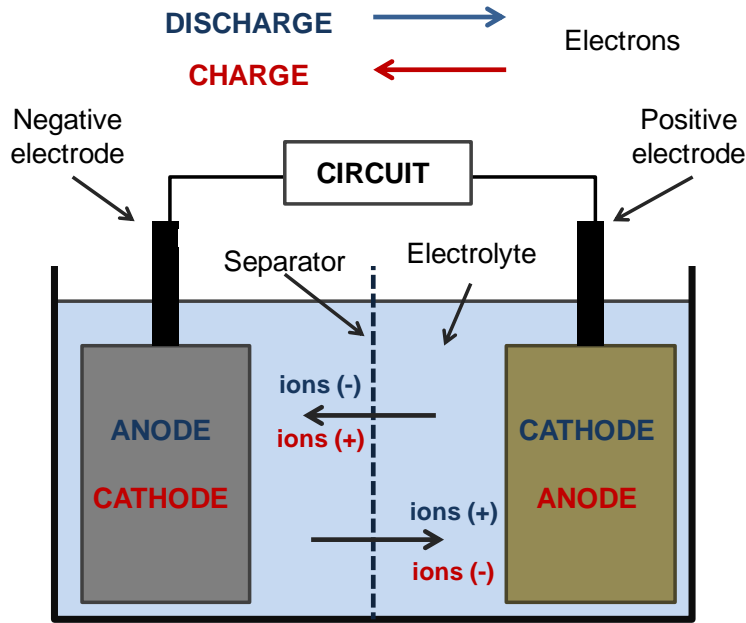 DISCHARGE
Electrons
CHARGE
Negative
electrode
Positive
electrode
CIRCUIT
Separator
Electrolyte
ions (-)
ions (+)
ANODE
CATHODE
CATHODE
ANODE
ions (+)
ions (-)